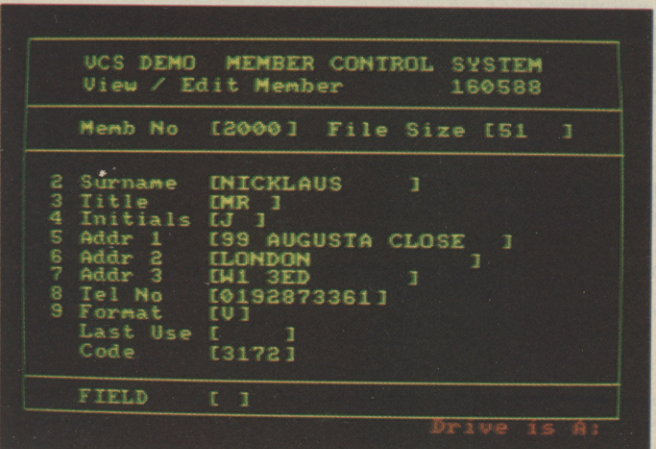 VCS DEMO MEMBER CONTROL SYSTEM
View / Edit Member 160588
Memb No [2000] File Size [51 ]
2 Surname [NICKLAUS ]
3 Title [MR ]
4 Initials [J ]
5 Addr 1 [99 AUGUSTA CLOSE ]
6 Addr 2 [LONDON ]
7 Addr 3 [W1 3ED ]
8 Tel No [0192873361]
9 Format [V]
Last Use [ ]
Code [3172]
FIELD [ ]
Drive is A: